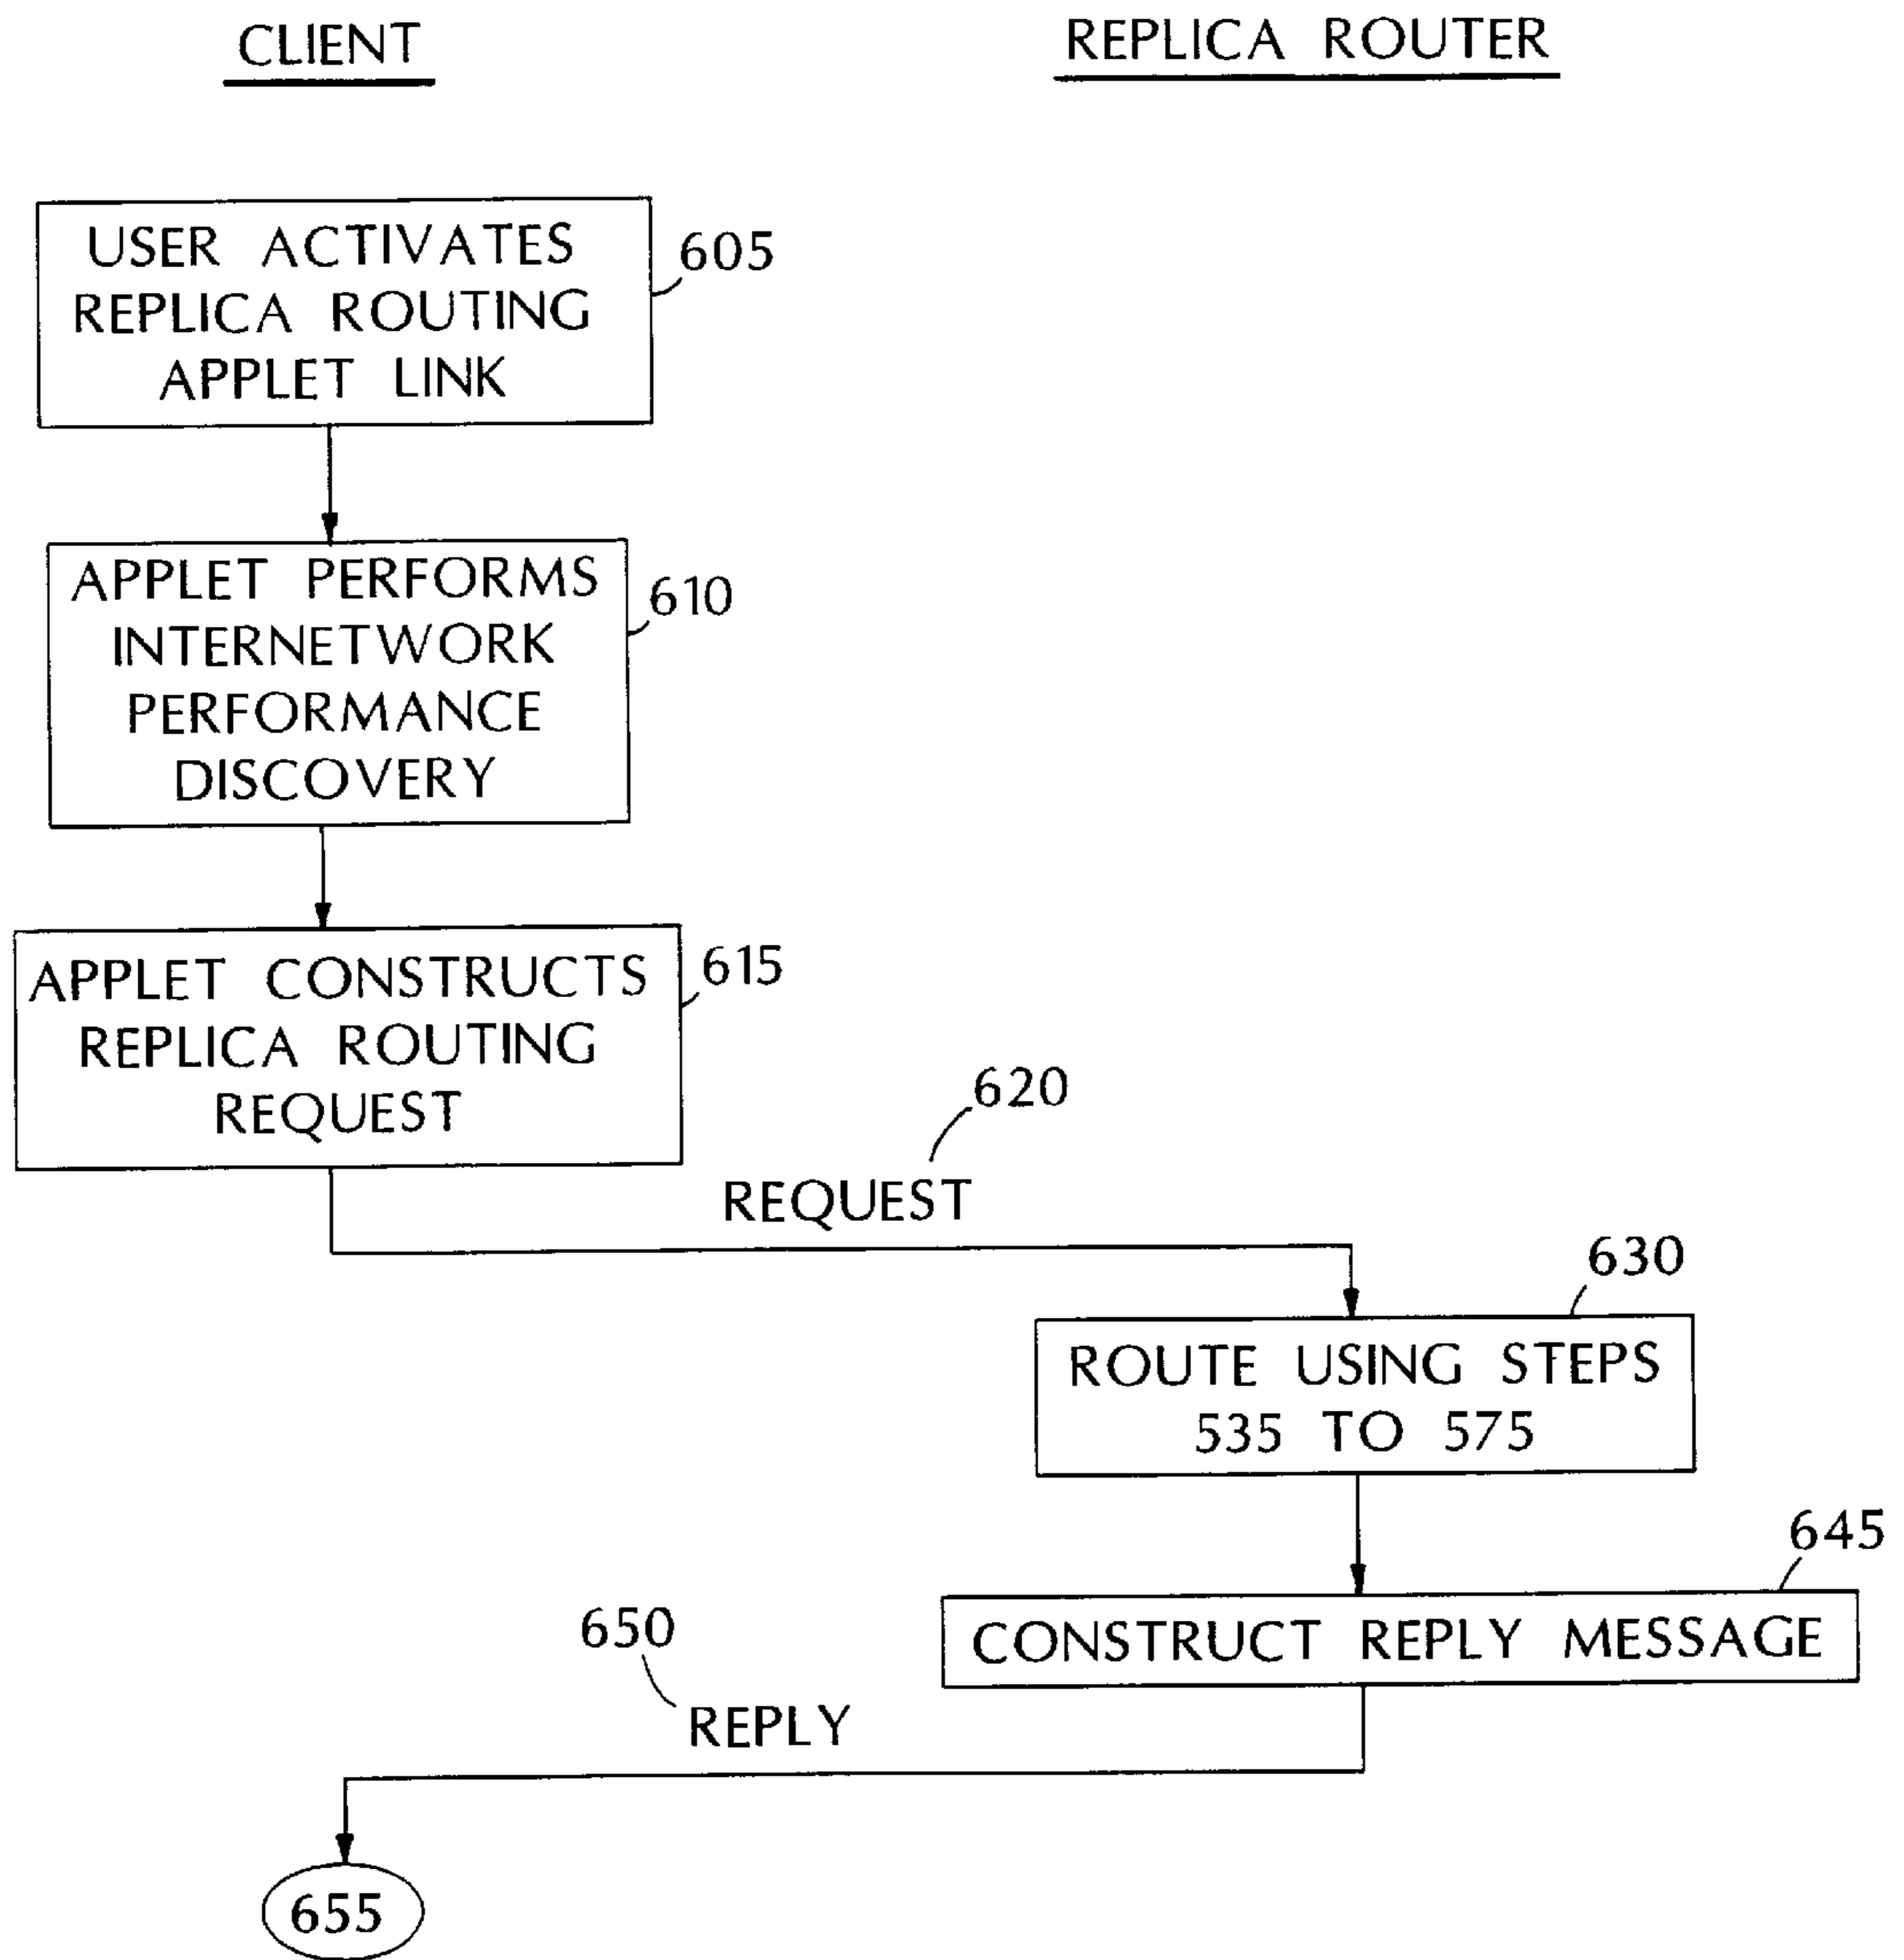 CLIENT
REPLICA ROUTER
USER ACTIVATES
REPLICA ROUTING
APPLET LINK
605
APPLET PERFORMS
INTERNETWORK
PERFORMANCE
DISCOVERY
610
APPLET CONSTRUCTS
REPLICA ROUTING
REQUEST
615
620
REQUEST
630
ROUTE USING STEPS
535 TO 575
645
CONSTRUCT REPLY MESSAGE
650
REPLY
655